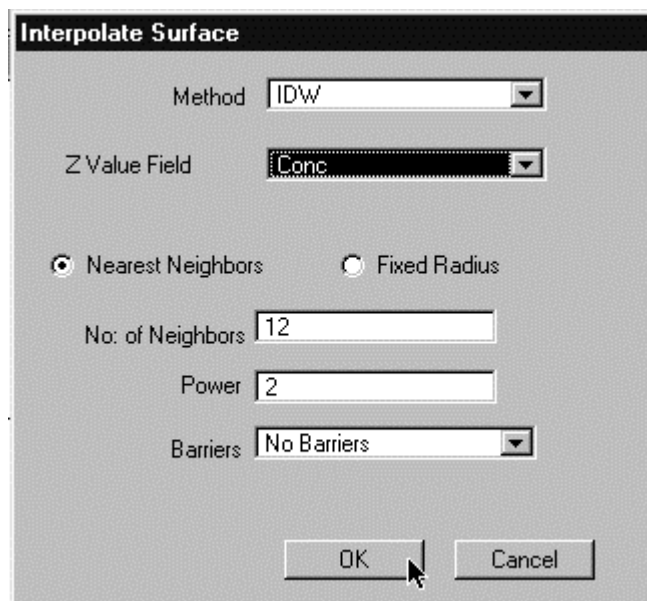 Interpolate Surface
Method IDW
Z Value Field Conc
Nearest Neighbors Fixed Radius
No: of Neighbors 12
Power 2
Barriers No Barriers
OK Cancel